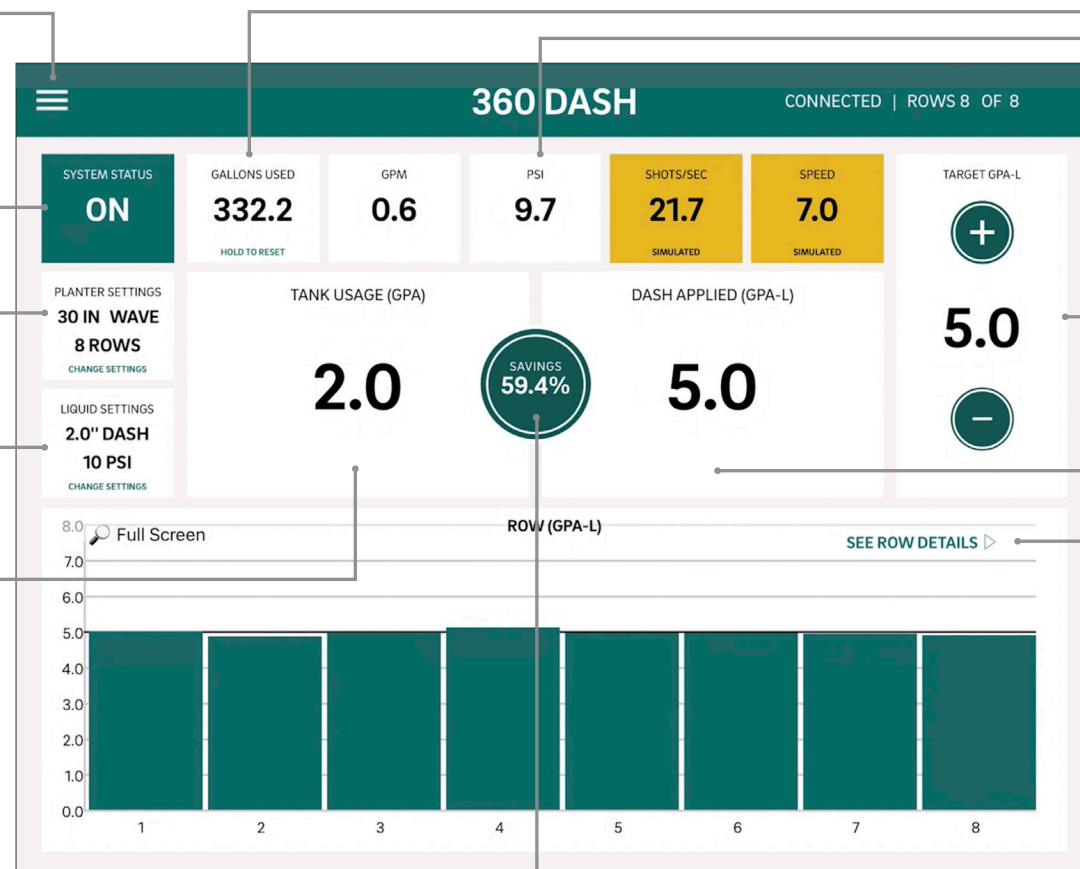 360 DASH
CONNECTED | ROWS 8 OF 8
SYSTEM STATUS
ON
GALLONS USED
332.2
HOLD TO RESET
GPM
0.6
PSI
9.7
SHOTS/SEC
21.7
SIMULATED
SPEED
7.0
SIMULATED
TARGET GPA-L
+
5.0
−
PLANTER SETTINGS
30 IN WAVE
8 ROWS
CHANGE SETTINGS
LIQUID SETTINGS
2.0" DASH
10 PSI
CHANGE SETTINGS
TANK USAGE (GPA)
2.0
SAVINGS
59.4%
DASH APPLIED (GPA-L)
5.0
Full Screen
ROW (GPA-L)
SEE ROW DETAILS
8.0
7.0
6.0
5.0
4.0
3.0
2.0
1.0
0.0
1 2 3 4 5 6 7 8